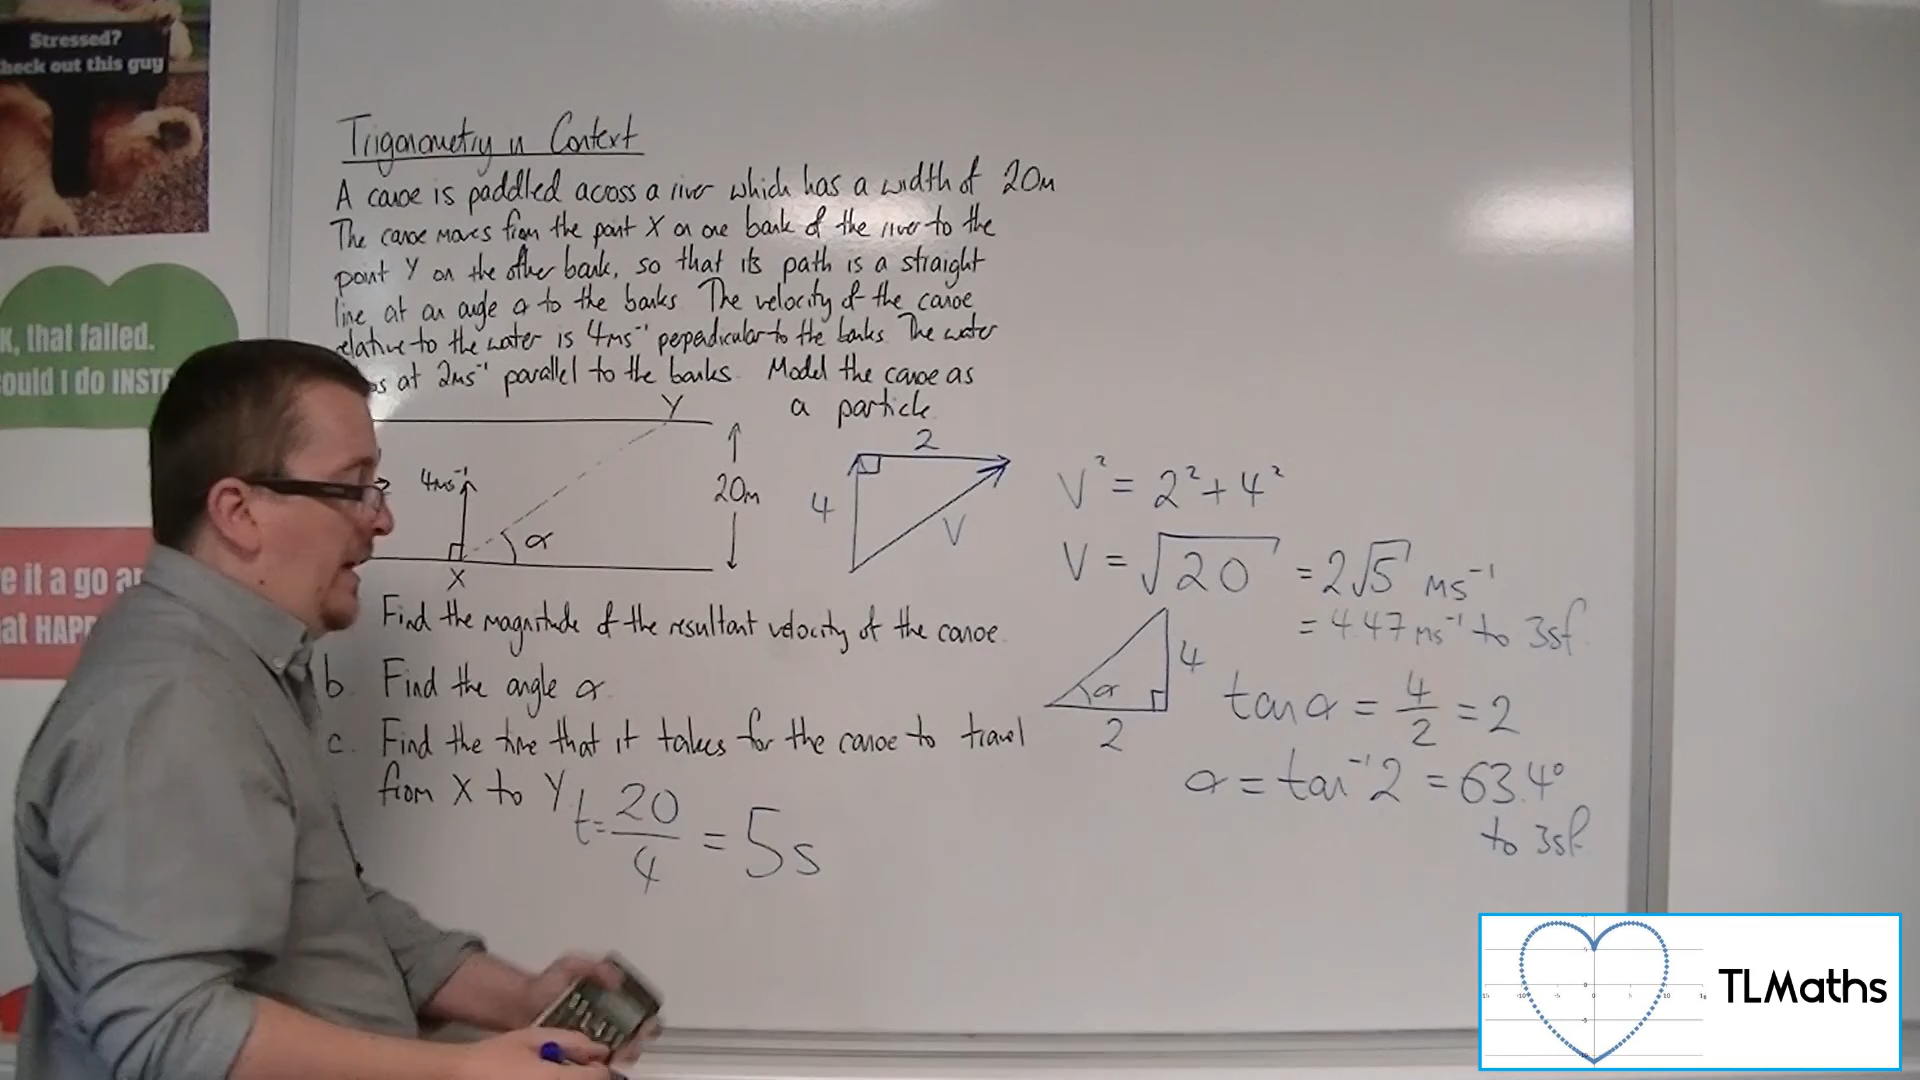 Stressed?
heck out this guy
K, that failed.
ould I do INSTE
e it a go a
at HAPP
Trigonometry in Context
A canoe is paddled across a river which has a width of 20m
The canoe moves from the point X on one bank of the river to the
point Y on the other bank, so that its path is a straight
line at an angle α to the banks. The velocity of the canoe
relative to the water is 4ms⁻¹ perpendicular to the banks. The water
s at 2ms⁻¹ parallel to the banks. Model the canoe as
a particle.
Y
4ms⁻¹
20m
α
X
2
4
V
V² = 2² + 4²
V = √20 = 2√5 ms⁻¹
= 4.47 ms⁻¹ to 3sf
Find the magnitude of the resultant velocity of the canoe.
b. Find the angle α.
c. Find the time that it takes for the canoe to travel
from X to Y
t = 20/4 = 5s
α
4
2
tan α = 4/2 = 2
α = tan⁻¹2 = 63.4°
to 3sf
TLMaths